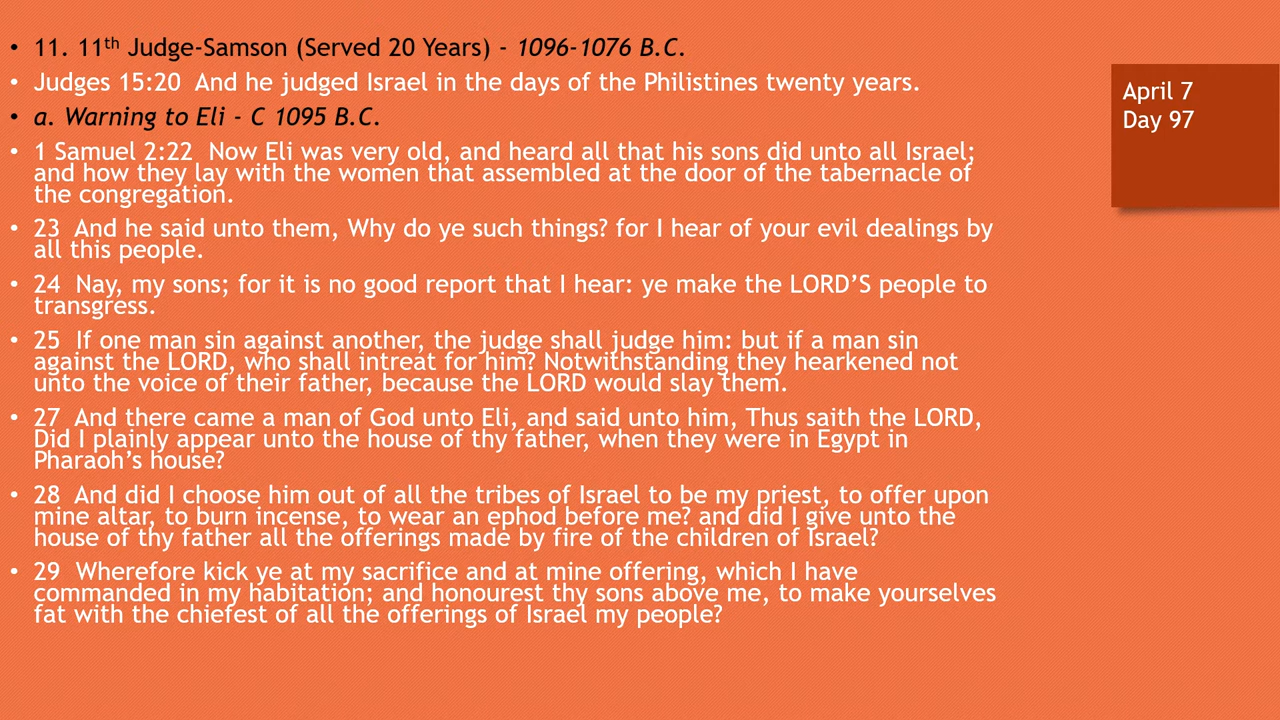 • 11. 11th Judge-Samson (Served 20 Years) - 1096-1076 B.C.
• Judges 15:20  And he judged Israel in the days of the Philistines twenty years.
• a. Warning to Eli - C 1095 B.C.
• 1 Samuel 2:22  Now Eli was very old, and heard all that his sons did unto all Israel;
and how they lay with the women that assembled at the door of the tabernacle of
the congregation.
• 23  And he said unto them, Why do ye such things? for I hear of your evil dealings by
all this people.
• 24  Nay, my sons; for it is no good report that I hear: ye make the LORD’S people to
transgress.
• 25  If one man sin against another, the judge shall judge him: but if a man sin
against the LORD, who shall intreat for him? Notwithstanding they hearkened not
unto the voice of their father, because the LORD would slay them.
• 27  And there came a man of God unto Eli, and said unto him, Thus saith the LORD,
Did I plainly appear unto the house of thy father, when they were in Egypt in
Pharaoh’s house?
• 28  And did I choose him out of all the tribes of Israel to be my priest, to offer upon
mine altar, to burn incense, to wear an ephod before me? and did I give unto the
house of thy father all the offerings made by fire of the children of Israel?
• 29  Wherefore kick ye at my sacrifice and at mine offering, which I have
commanded in my habitation; and honourest thy sons above me, to make yourselves
fat with the chiefest of all the offerings of Israel my people?
April 7
Day 97